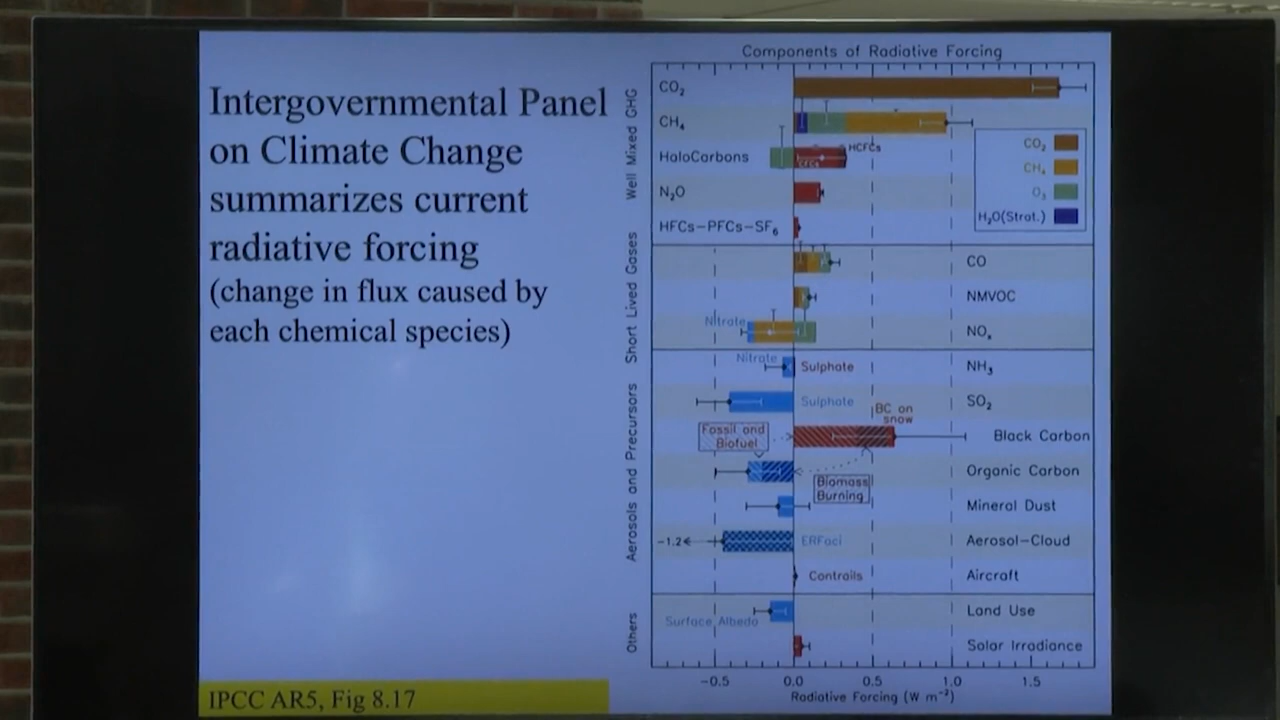 Intergovernmental Panel
on Climate Change
summarizes current
radiative forcing
(change in flux caused by
each chemical species)
IPCC AR5, Fig 8.17
Components of Radiative Forcing
Well Mixed GHG
CO₂
CH₄
HaloCarbons
HCFCs
CFCs
N₂O
HFCs-PFCs-SF₆
CO₂
CH₄
O₃
H₂O(Strat.)
Short Lived Gases
CO
NMVOC
Nitrate
NOₓ
Aerosols and Precursors
Nitrate
Sulphate
NH₃
Sulphate
SO₂
BC on
snow
Fossil and
Biofuel
Black Carbon
Organic Carbon
Biomass
Burning
Mineral Dust
-1.2
ERFaci
Aerosol-Cloud
Contrails
Aircraft
Others
Land Use
Surface Albedo
Solar Irradiance
-0.5 0.0 0.5 1.0 1.5
Radiative Forcing (W m⁻²)